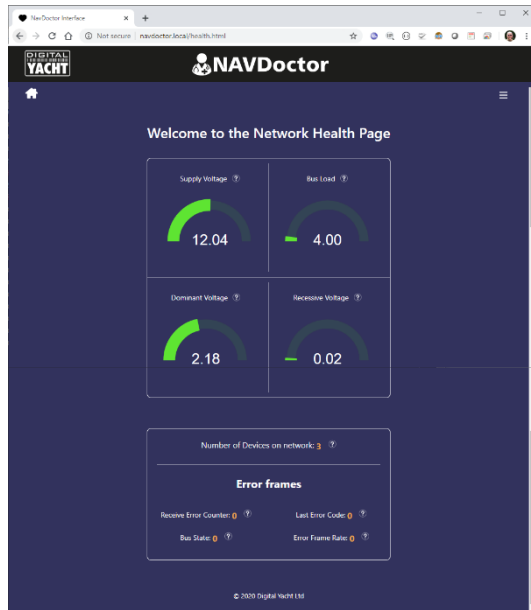 NavDoctor Interface
Not secure | navdoctor.local/health.html
DIGITAL
YACHT
NAVDoctor
Welcome to the Network Health Page
Supply Voltage ?
Bus Load ?
12.04
4.00
Dominant Voltage ?
Recessive Voltage ?
2.18
0.02
Number of Devices on network: 3 ?
Error frames
Receive Error Counter: 0 ?
Last Error Code: 0 ?
Bus State: 0 ?
Error Frame Rate: 0 ?
© 2020 Digital Yacht Ltd